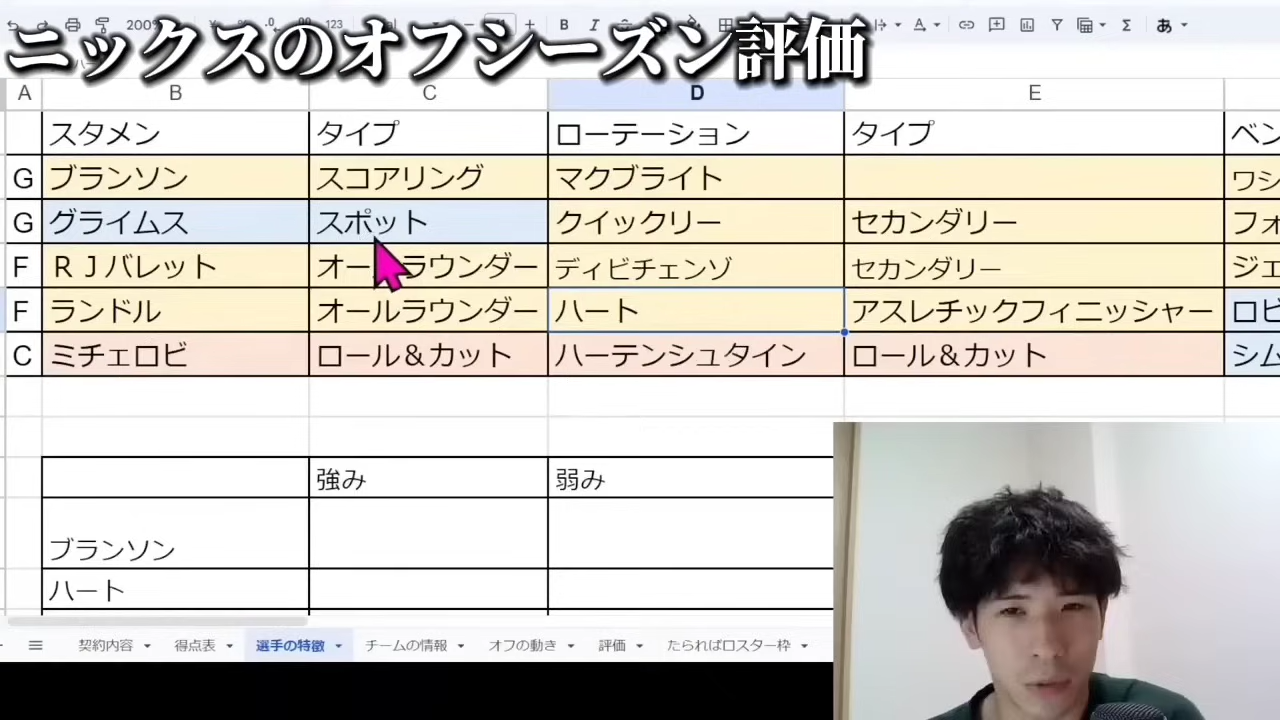 ニックスのオフシーズン評価
A B C D E
スタメン タイプ ローテーション タイプ
G ブランソン スコアリング マクブライト
G グライムス スポット クイックリー セカンダリー
F ＲＪバレット オールラウンダー ディビチェンゾ セカンダリー
F ランドル オールラウンダー ハート アスレチックフィニッシャー
C ミチェロビ ロール＆カット ハーテンシュタイン ロール＆カット
強み 弱み
ブランソン
ハート
契約内容 得点表 選手の特徴 チームの情報 オフの動き 評価 たらればロスター枠